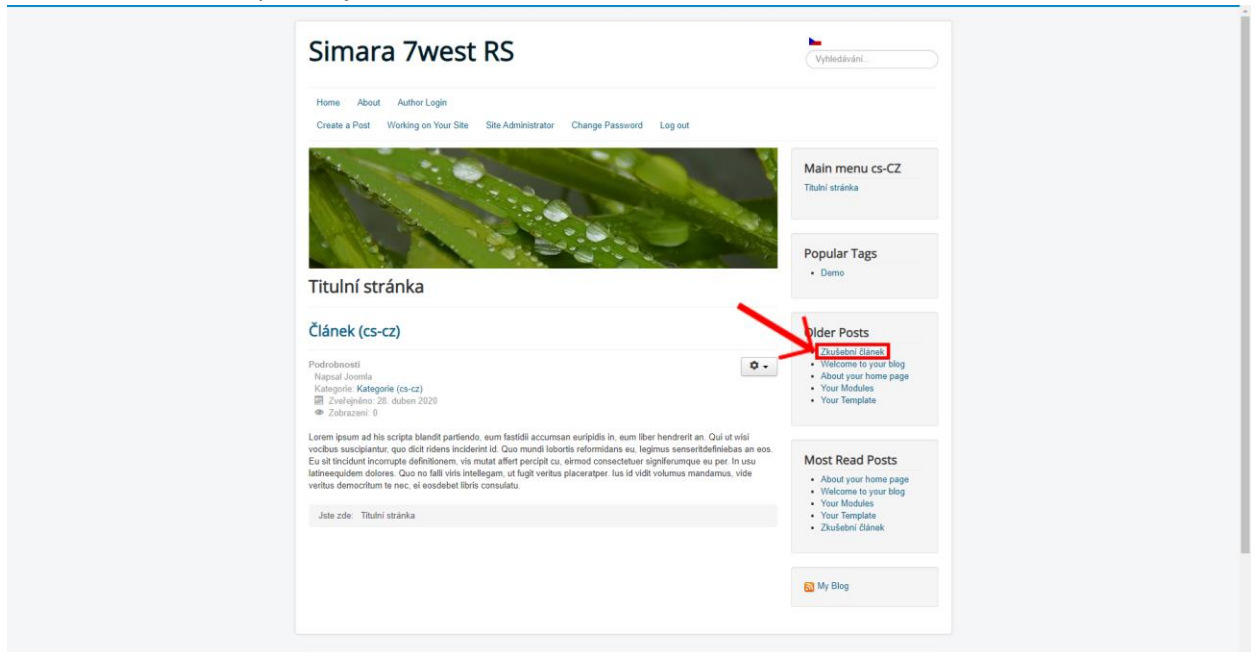 Simara 7west RS
Vyhledávání...
Home About Author Login
Create a Post Working on Your Site Site Administrator Change Password Log out
Titulní stránka
Článek (cs-cz)
Podrobnosti
Napsal Joomla
Kategorie: Kategorie (cs-cz)
Zveřejněno: 28. duben 2020
Zobrazení: 0
Lorem ipsum ad his scripta blandit partiendo, eum fastidii accumsan euripidis in, eum liber hendrerit an. Qui ut wisi
vocibus suscipiantur, quo dicit ridens inciderint id. Quo mundi lobortis reformidans eu, legimus senseritdefiniebas an eos.
Eu sit tincidunt incorrupte definitionem, vis mutat affert percipit cu, eirmod consectetuer signiferumque eu per. In usu
latineequidem dolores. Quo no falli viris intellegam, ut fugit veritus placeratper. Ius id vidit volumus mandamus, vide
veritus democritum te nec, ei eosdebet libris consulatu.
Jste zde: Titulní stránka
Main menu cs-CZ
Titulní stránka
Popular Tags
Demo
Older Posts
Zkušební článek
Welcome to your blog
About your home page
Your Modules
Your Template
Most Read Posts
About your home page
Welcome to your blog
Your Modules
Your Template
Zkušební článek
My Blog